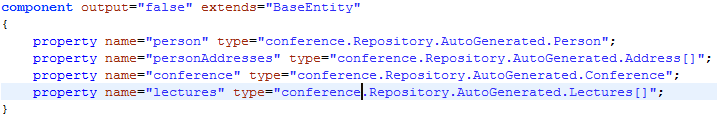 component output="false" extends="BaseEntity"
{
    property name="person" type="conference.Repository.AutoGenerated.Person";
    property name="personAddresses" type="conference.Repository.AutoGenerated.Address[]";
    property name="conference" type="conference.Repository.AutoGenerated.Conference";
    property name="lectures" type="conference.Repository.AutoGenerated.Lectures[]";
}